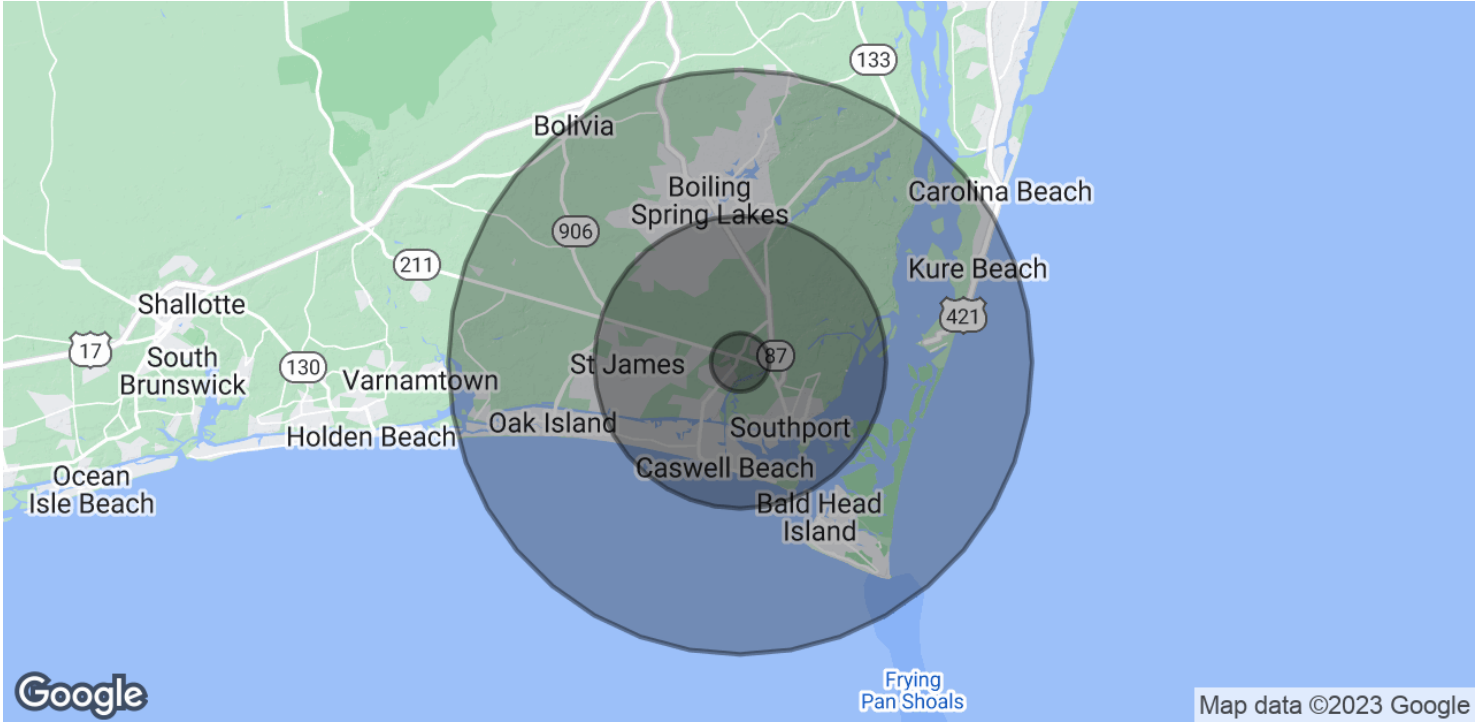 133
Bolivia
Boiling
Spring Lakes
Carolina Beach
906
211
Kure Beach
Shallotte
421
17
South
Brunswick
130
Varnamtown
St James
87
Holden Beach
Oak Island
Southport
Caswell Beach
Ocean
Isle Beach
Bald Head
Island
Frying
Pan Shoals
Google
Map data ©2023 Google